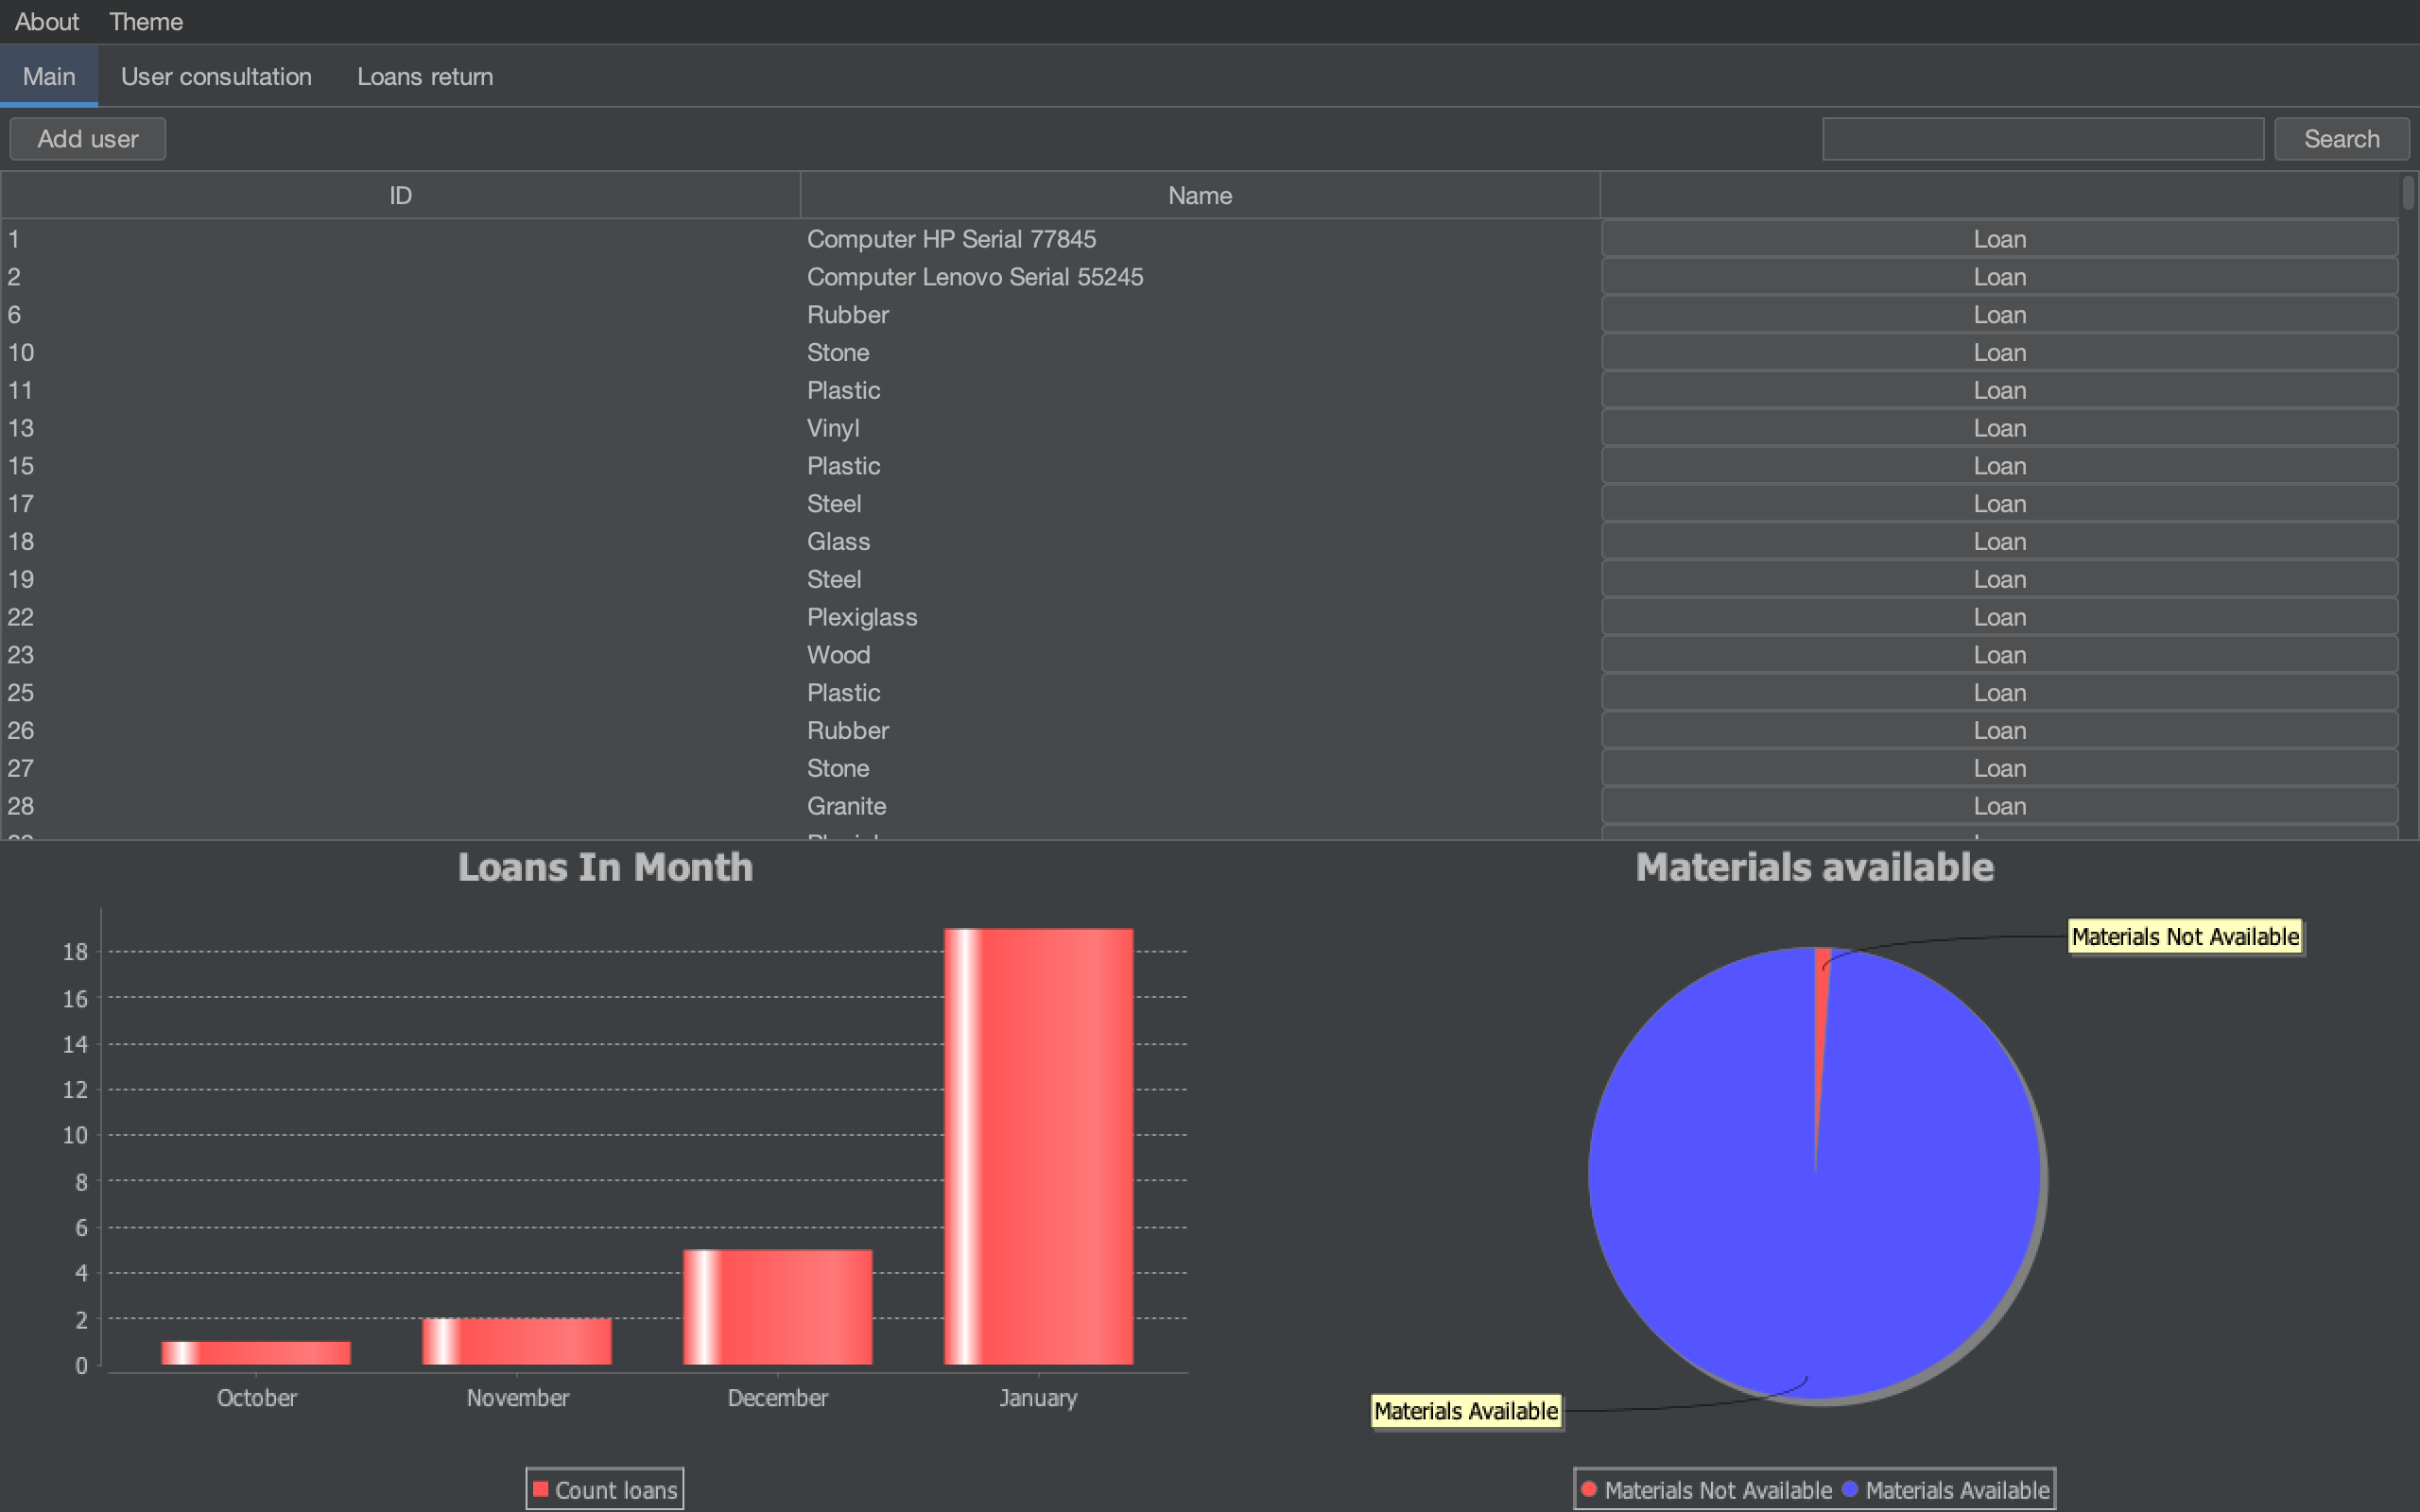 About Theme
Main User consultation Loans return
Add user Search
ID Name
1 Computer HP Serial 77845 Loan
2 Computer Lenovo Serial 55245 Loan
6 Rubber Loan
10 Stone Loan
11 Plastic Loan
13 Vinyl Loan
15 Plastic Loan
17 Steel Loan
18 Glass Loan
19 Steel Loan
22 Plexiglass Loan
23 Wood Loan
25 Plastic Loan
26 Rubber Loan
27 Stone Loan
28 Granite Loan
Loans In Month
18
16
14
12
10
8
6
4
2
0
October November December January
Count loans
Materials available
Materials Not Available
Materials Available
Materials Not Available Materials Available